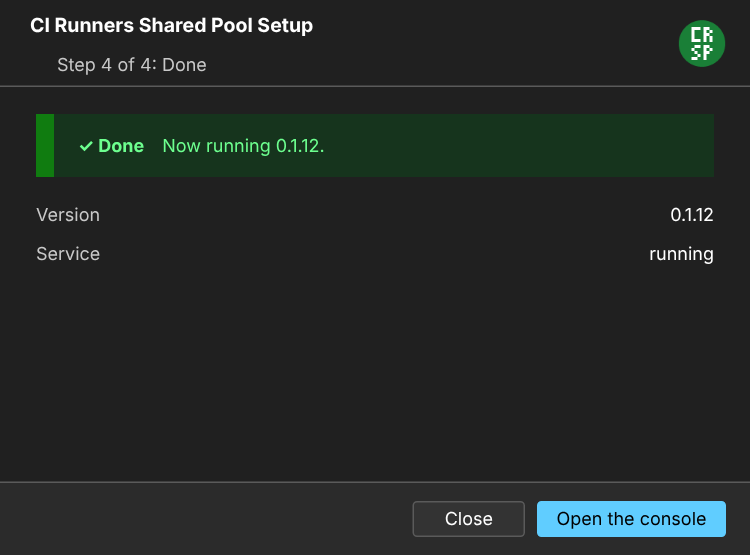 CI Runners Shared Pool Setup
Step 4 of 4: Done
CR
SP
✓ Done Now running 0.1.12.
Version 0.1.12
Service running
Close Open the console